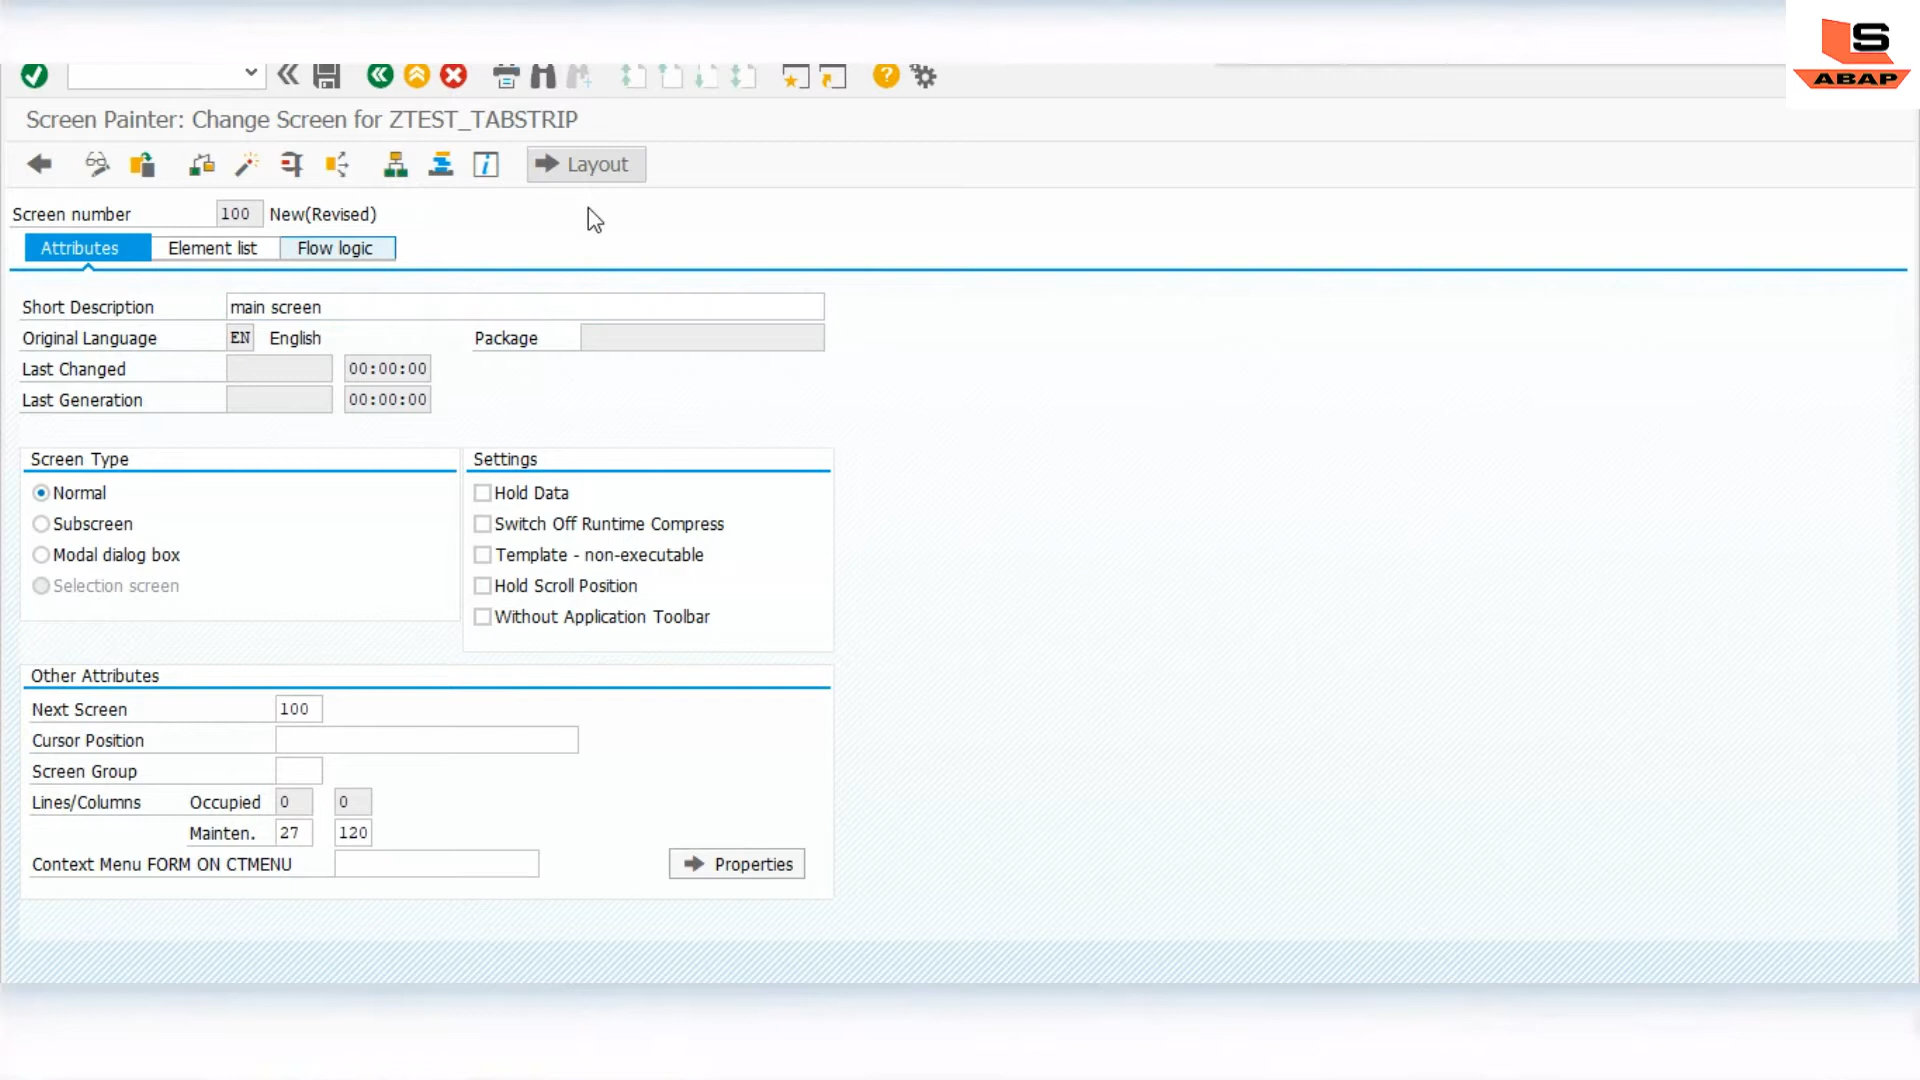 S
ABAP
Screen Painter: Change Screen for ZTEST_TABSTRIP
Layout
Screen number 100 New(Revised)
Attributes Element list Flow logic
Short Description main screen
Original Language EN English Package
Last Changed 00:00:00
Last Generation 00:00:00
Screen Type
Normal
Subscreen
Modal dialog box
Selection screen
Settings
Hold Data
Switch Off Runtime Compress
Template - non-executable
Hold Scroll Position
Without Application Toolbar
Other Attributes
Next Screen 100
Cursor Position
Screen Group
Lines/Columns Occupied 0 0
Mainten. 27 120
Context Menu FORM ON CTMENU Properties